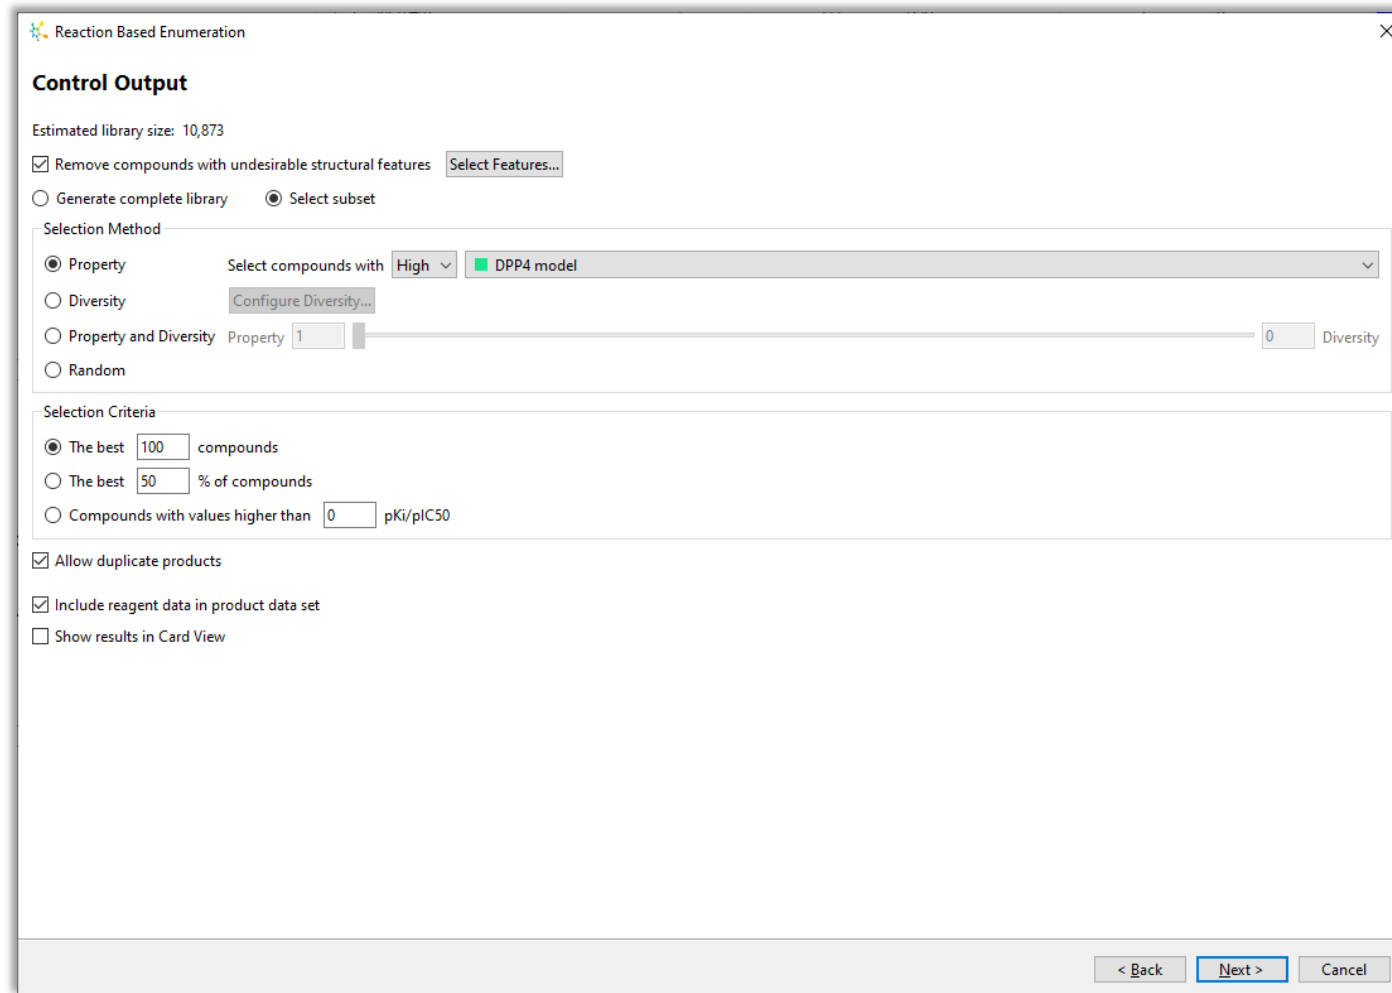 Reaction Based Enumeration
Control Output
Estimated library size: 10,873
Remove compounds with undesirable structural features Select Features...
Generate complete library Select subset
Selection Method
Property Select compounds with High DPP4 model
Diversity Configure Diversity...
Property and Diversity Property 1 0 Diversity
Random
Selection Criteria
The best 100 compounds
The best 50 % of compounds
Compounds with values higher than 0 pKi/pIC50
Allow duplicate products
Include reagent data in product data set
Show results in Card View
< Back Next > Cancel